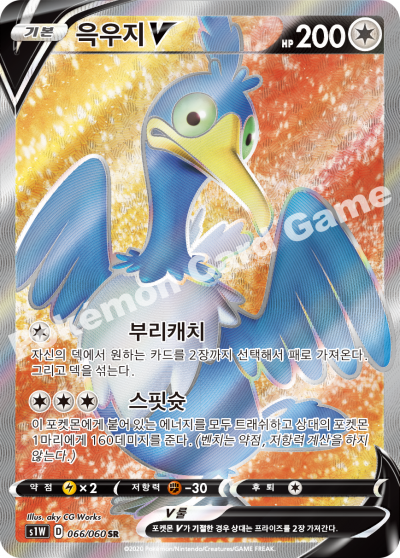 기본 윽우지V HP 200
Pokémon Card Game
부리캐치
자신의 덱에서 원하는 카드를 2장까지 선택해서 패로 가져온다.
그리고 덱을 섞는다.
스핏슛
이 포켓몬에게 붙어 있는 에너지를 모두 트래쉬하고 상대의 포켓몬
1마리에게 160데미지를 준다. (벤치는 약점, 저항력 계산을 하지
않는다.)
약점 ×2 저항력 -30 후퇴
Illus. aky CG Works
s1W D 066/060 SR
V룰
포켓몬 V가 기절한 경우 상대는 프라이즈를 2장 가져간다.
©2020 Pokémon/Nintendo/Creatures/GAME FREAK.